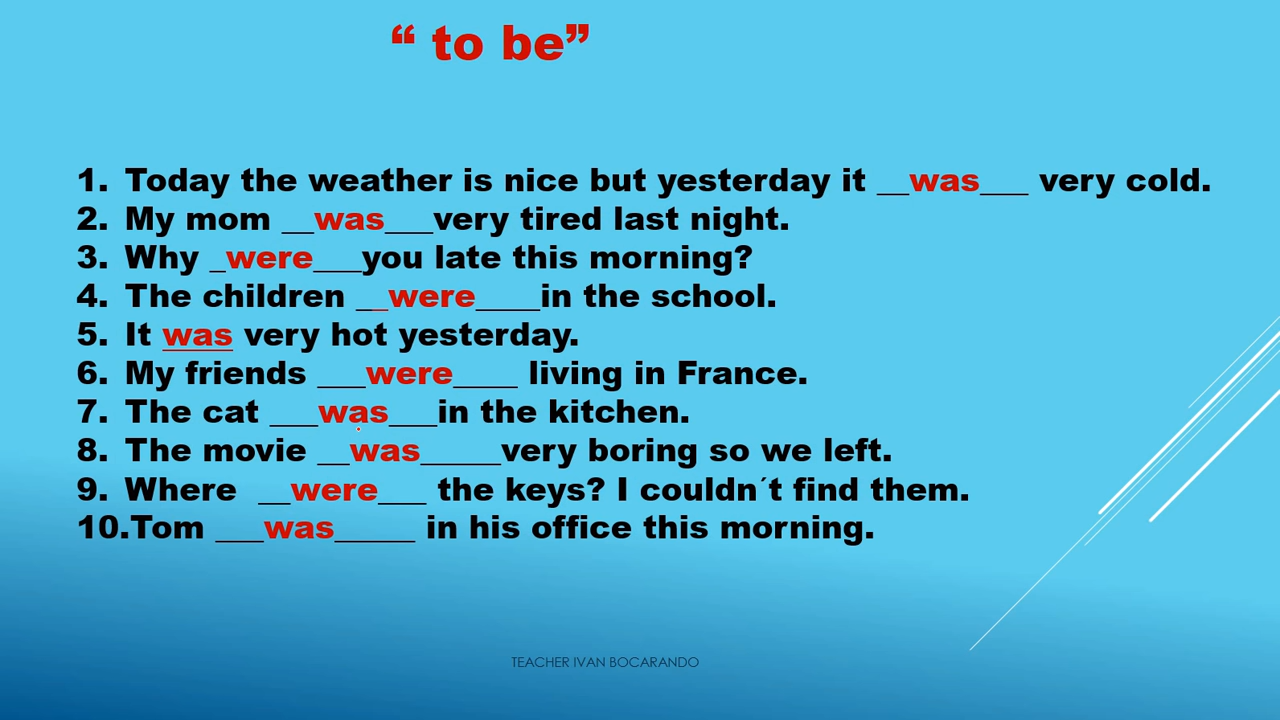 “ to be”
1. Today the weather is nice but yesterday it __was___ very cold.
2. My mom __was___very tired last night.
3. Why _were___you late this morning?
4. The children __were____in the school.
5. It was very hot yesterday.
6. My friends ___were____ living in France.
7. The cat ___was___in the kitchen.
8. The movie __was_____very boring so we left.
9. Where __were___ the keys? I couldn´t find them.
10.Tom ___was_____ in his office this morning.
TEACHER IVAN BOCARANDO